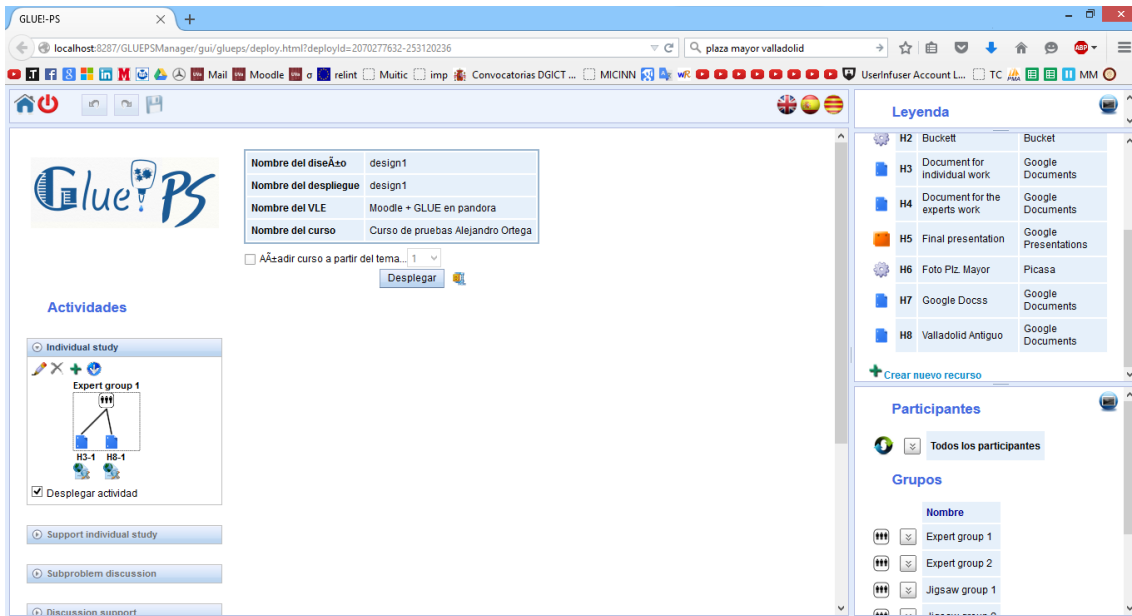 GLUE!-PS
localhost:8287/GLUEPSManager/gui/glueps/deploy.html?deployId=2070277632-253120236
plaza mayor valladolid
ABP
Mail Moodle σ relint Muitic imp Convocatorias DGICT ... MICINN WR UserInfuser Account L... TC PMA MM
Glue! PS
Nombre del diseÃ±o design1
Nombre del despliegue design1
Nombre del VLE Moodle + GLUE en pandora
Nombre del curso Curso de pruebas Alejandro Ortega
AÃ±adir curso a partir del tema... 1
Desplegar
Actividades
Individual study
Expert group 1
H3-1 H8-1
Desplegar actividad
Support individual study
Subproblem discussion
Discussion support
Leyenda
H2 Buckett Bucket
H3 Document for individual work Google Documents
H4 Document for the experts work Google Documents
H5 Final presentation Google Presentations
H6 Foto Plz. Mayor Picasa
H7 Google Docss Google Documents
H8 Valladolid Antiguo Google Documents
Crear nuevo recurso
Participantes
Todos los participantes
Grupos
Nombre
Expert group 1
Expert group 2
Jigsaw group 1